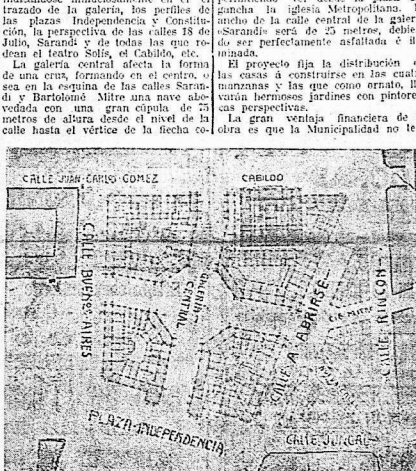 trazado de la galería, los perfiles de
las plazas Independencia y Constitu-
ción, la perspectiva de las calles 18 de
Julio, Sarandí y de todas las que ro-
dean el teatro Solís, el Cabildo, etc.
La galería central afecta la forma
de una cruz, formando en el centro, o
sea en la esquina de las calles Saran-
dí y Bartolomé Mitre una nave abo-
vedada con una gran cúpula de 75
metros de altura desde el nivel de la
calle hasta el vértice de la flecha co-
gancha la iglesia Metropolitana.
ancho de la calle central de la galer
«Sarandí» será de 25 metros, debie
do ser perfectamente asfaltada é il
minada.
El proyecto fija la distribución
las casas á construirse en las cuat
manzanas y las que como ornato, ll
varán hermosos jardines con pintore
cas perspectivas.
La gran ventaja financiera de
obra es que la Municipalidad no te
CALLE JUAN CARLOS GOMEZ
CABILDO
CALLE BUENOS AIRES
GALERIA
CENTRAL
CALLE A ABRIRSE
CALLE RINCON
PLAZA INDEPENDENCIA
CALLE JUNCAL